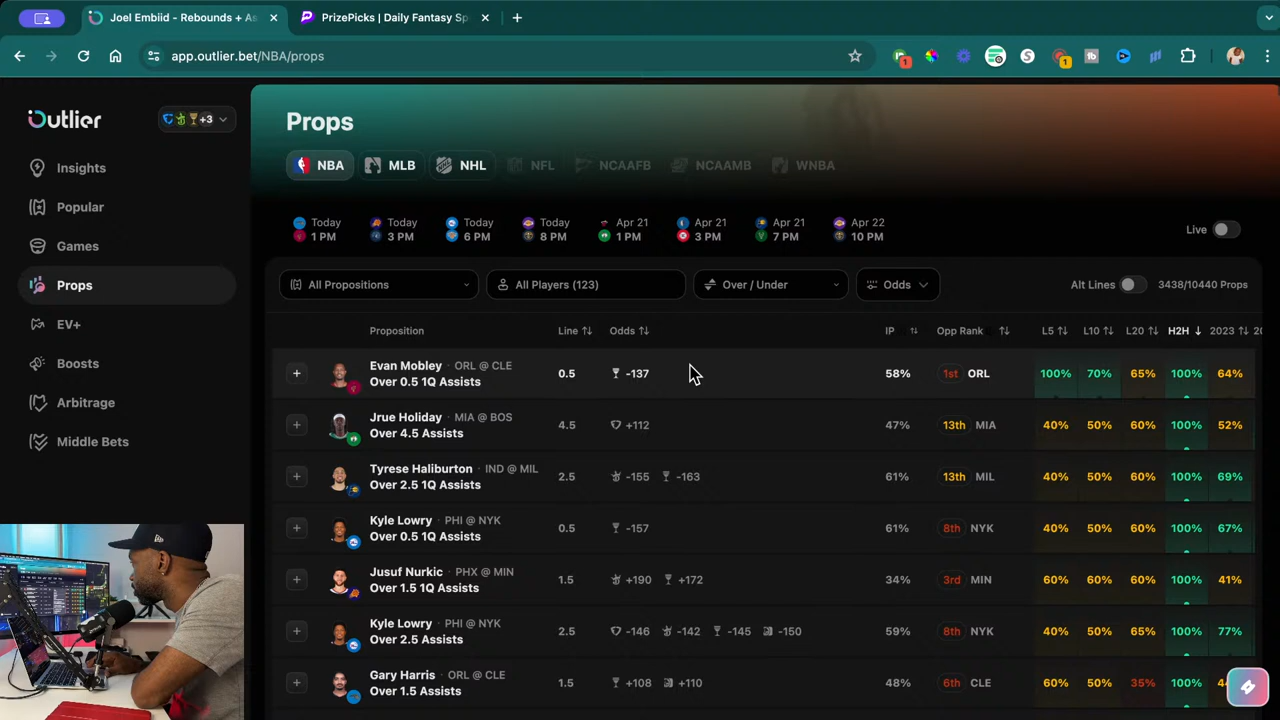 Joel Embiid - Rebounds + As
PrizePicks | Daily Fantasy Sp
app.outlier.bet/NBA/props
1
1
Outlier
+3
Props
NBA
MLB
NHL
NFL
NCAAFB
NCAAMB
WNBA
Insights
Popular
Games
Props
EV+
Boosts
Arbitrage
Middle Bets
Today
1 PM
Today
3 PM
Today
6 PM
Today
8 PM
Apr 21
1 PM
Apr 21
3 PM
Apr 21
7 PM
Apr 22
10 PM
Live
All Propositions
All Players (123)
Over / Under
Odds
Alt Lines
3438/10440 Props
Proposition Line Odds IP Opp Rank L5 L10 L20 H2H 2023
Evan Mobley · ORL @ CLE
Over 0.5 1Q Assists
0.5 -137 58% 1st ORL 100% 70% 65% 100% 64%
Jrue Holiday · MIA @ BOS
Over 4.5 Assists
4.5 +112 47% 13th MIA 40% 50% 60% 100% 52%
Tyrese Haliburton · IND @ MIL
Over 2.5 1Q Assists
2.5 -155 -163 61% 13th MIL 40% 50% 60% 100% 69%
Kyle Lowry · PHI @ NYK
Over 0.5 1Q Assists
0.5 -157 61% 8th NYK 40% 50% 60% 100% 67%
Jusuf Nurkic · PHX @ MIN
Over 1.5 1Q Assists
1.5 +190 +172 34% 3rd MIN 60% 60% 60% 100% 41%
Kyle Lowry · PHI @ NYK
Over 2.5 Assists
2.5 -146 -142 -145 -150 59% 8th NYK 40% 50% 65% 100% 77%
Gary Harris · ORL @ CLE
Over 1.5 Assists
1.5 +108 +110 48% 6th CLE 60% 50% 35% 100%